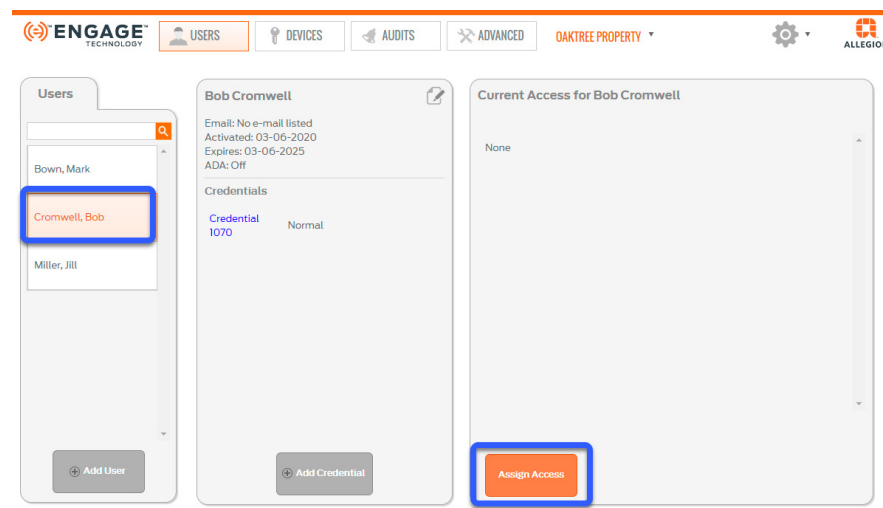 ENGAGE™
TECHNOLOGY
USERS
DEVICES
AUDITS
ADVANCED
OAKTREE PROPERTY
Users
Bown, Mark
Cromwell, Bob
Miller, Jill
Add User
Bob Cromwell
Email: No e-mail listed
Activated: 03-06-2020
Expires: 03-06-2025
ADA: Off
Credentials
Credential
1070
Normal
Add Credential
Current Access for Bob Cromwell
None
Assign Access